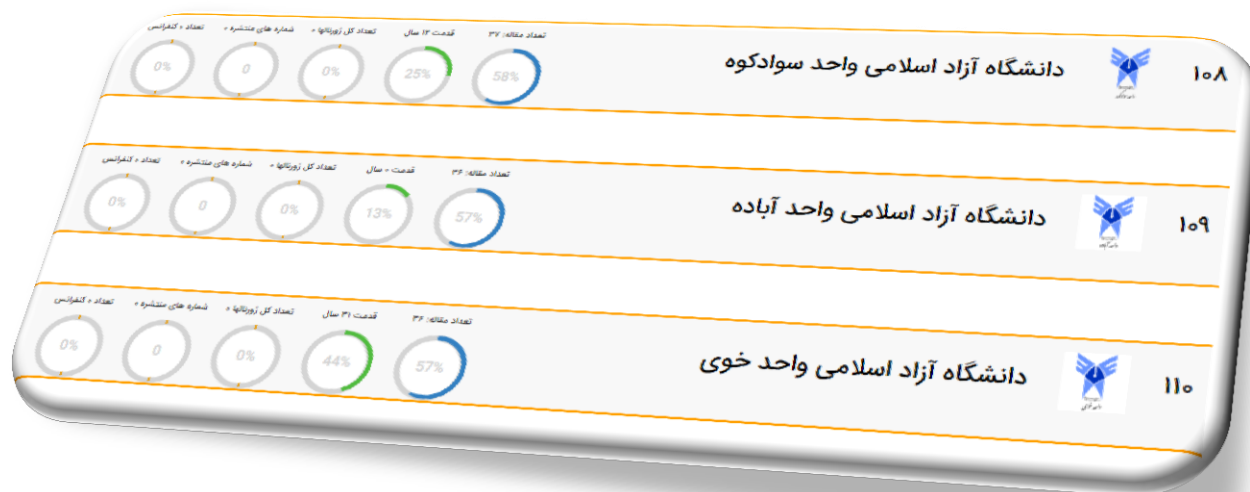 ۱۰۸
دانشگاه آزاد اسلامی واحد سوادکوه
تعداد مقاله: ۳۷
58%
قدمت ۱۲ سال
25%
تعداد کل ژورنالها ۰
0%
شماره های منتشره ۰
0
تعداد ۰ کنفرانس
0%
۱۰۹
دانشگاه آزاد اسلامی واحد آباده
تعداد مقاله: ۳۶
57%
قدمت ۰ سال
13%
تعداد کل ژورنالها ۰
0%
شماره های منتشره ۰
0
تعداد ۰ کنفرانس
0%
۱۱۰
دانشگاه آزاد اسلامی واحد خوی
تعداد مقاله: ۳۶
57%
قدمت ۳۱ سال
44%
تعداد کل ژورنالها ۰
0%
شماره های منتشره ۰
0
تعداد ۰ کنفرانس
0%